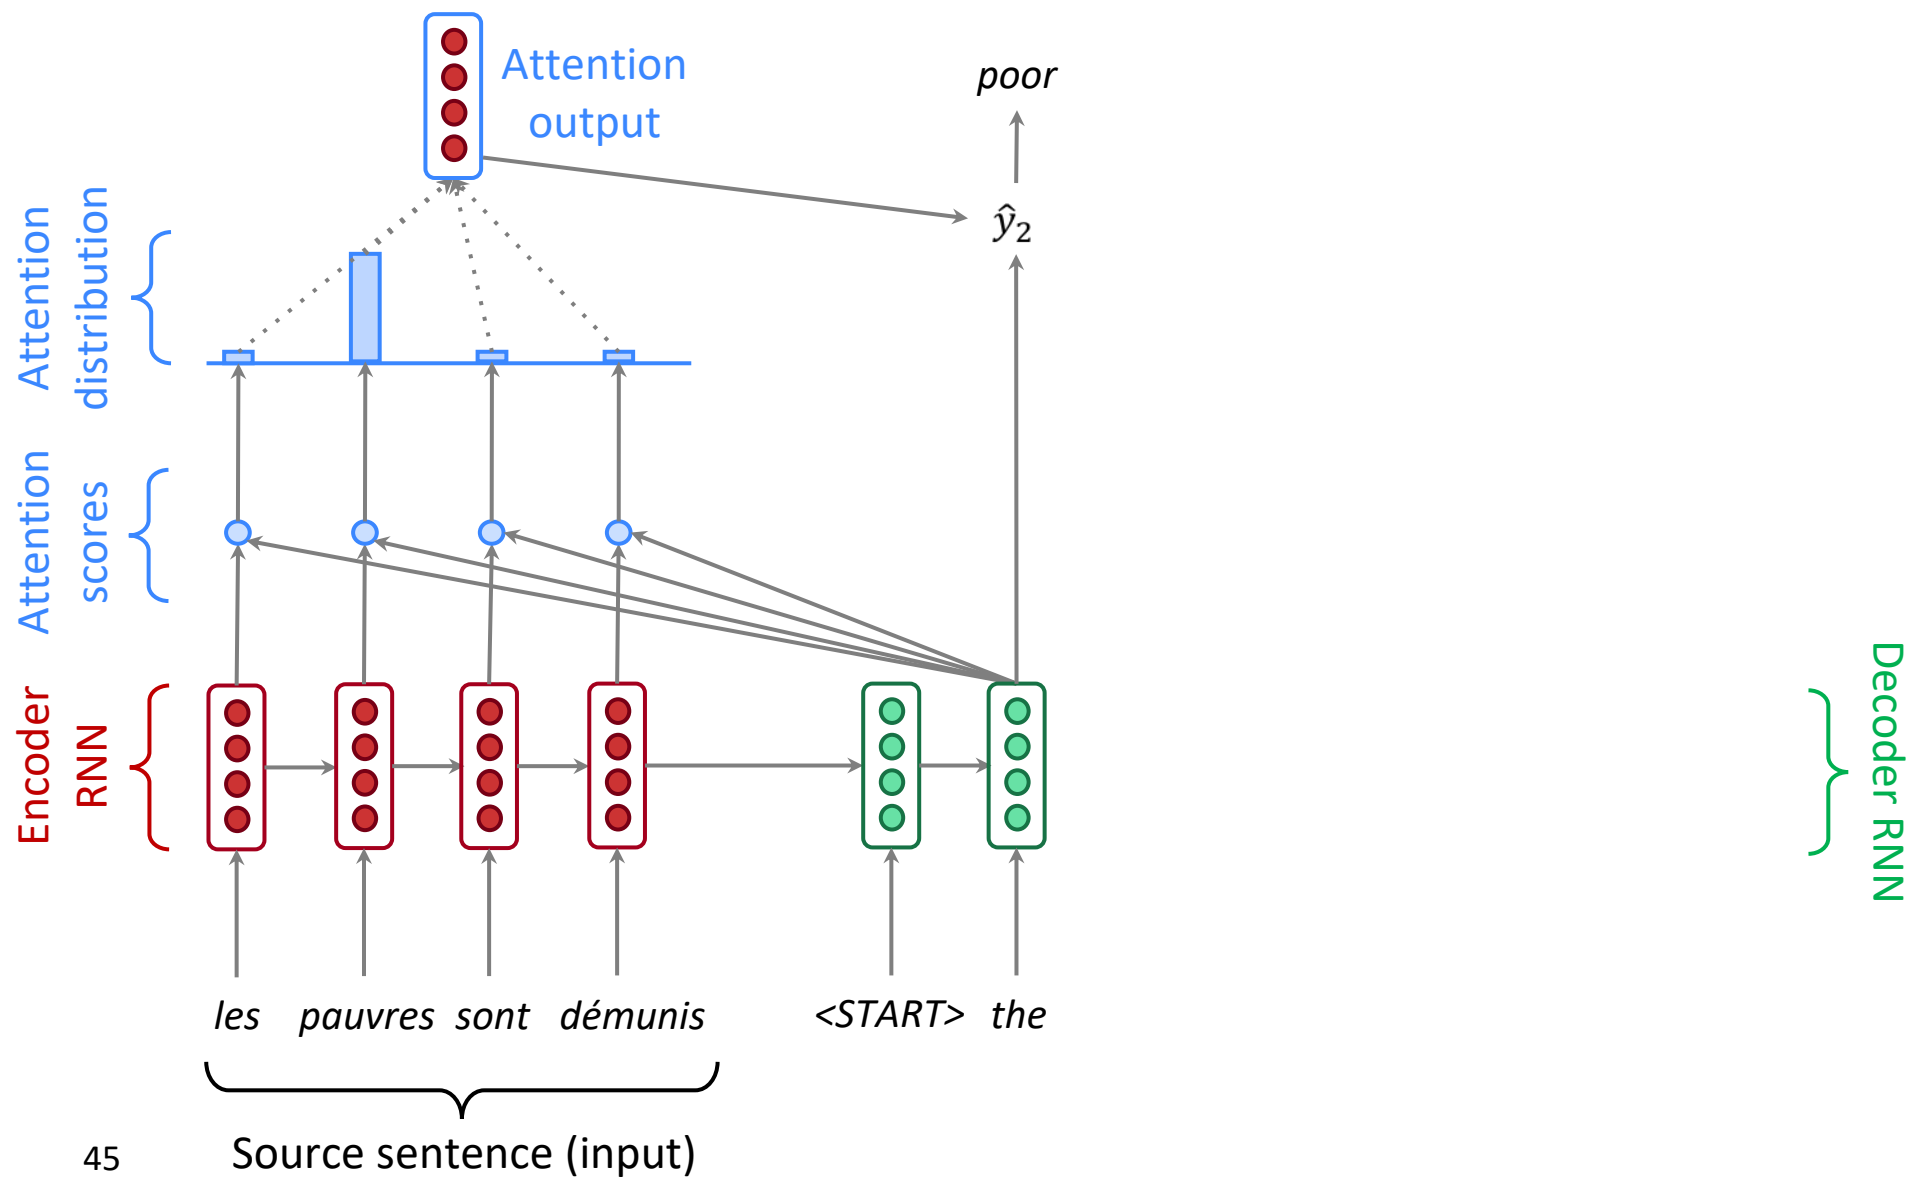 Attention
output
poor
ŷ₂
Attention
distribution
Attention
scores
Encoder
RNN
Decoder RNN
les pauvres sont démunis <START> the
Source sentence (input)
45